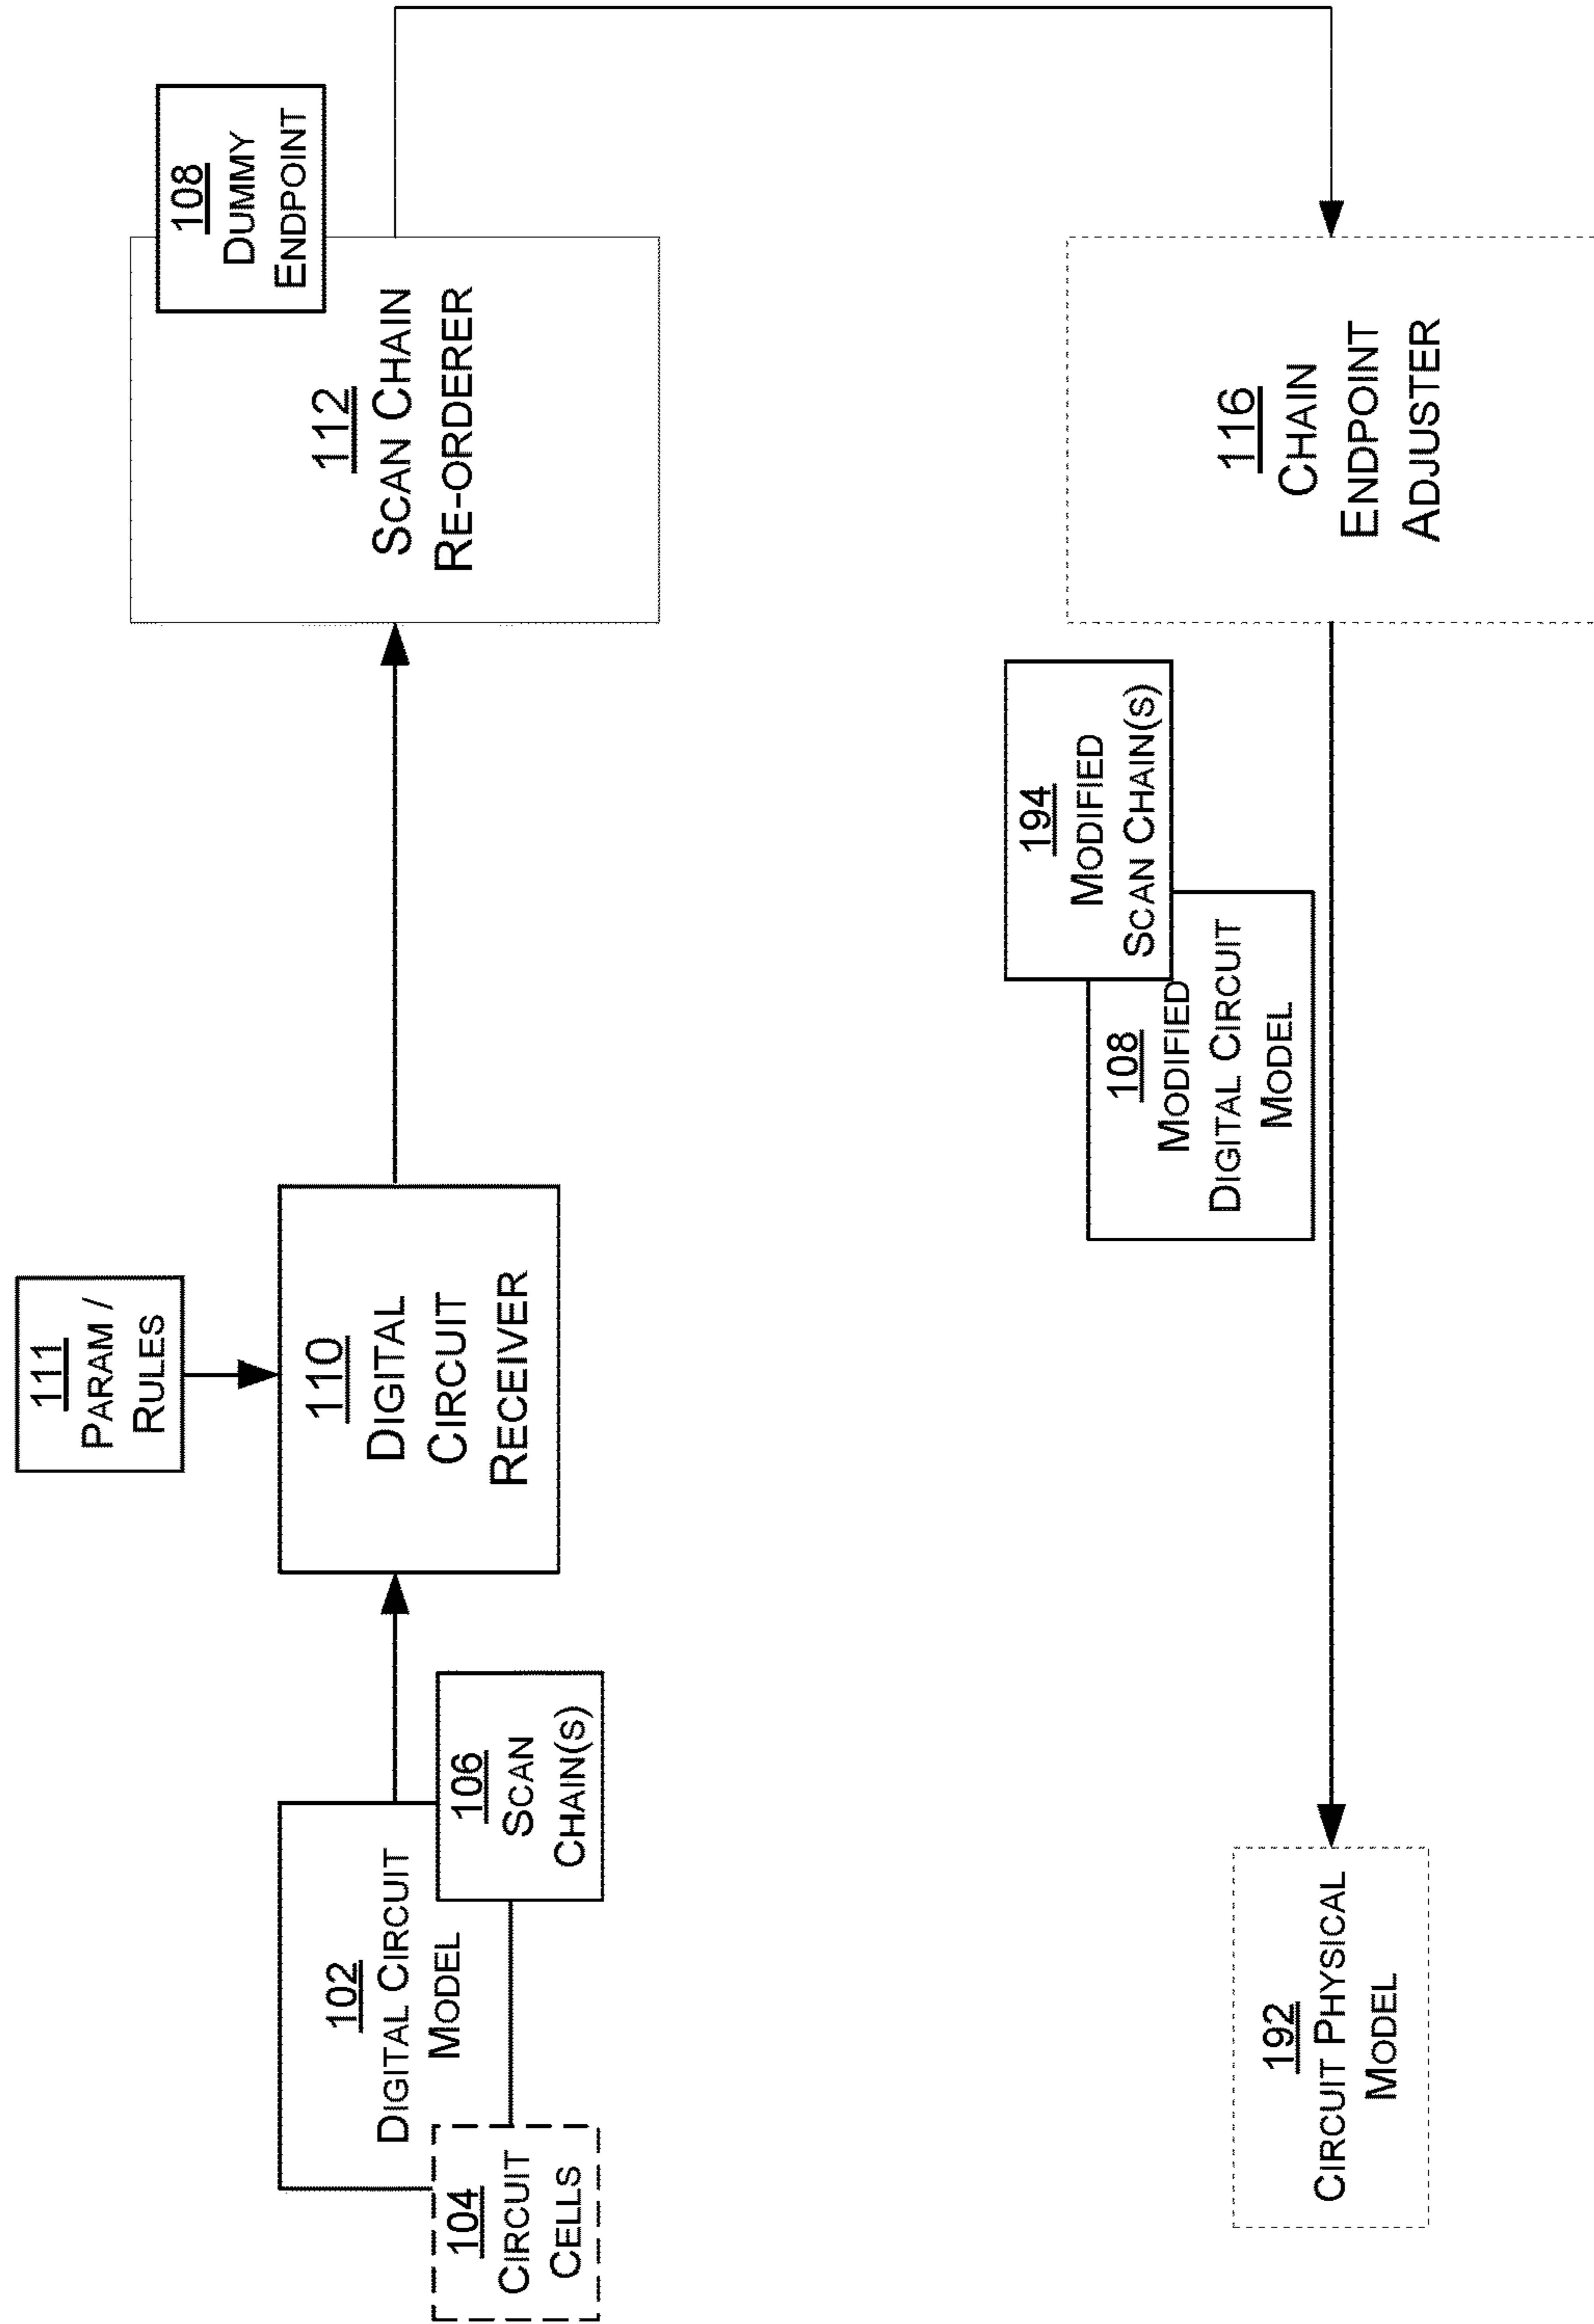 104
CIRCUIT
CELLS
102
DIGITAL CIRCUIT
MODEL
106
SCAN
CHAIN(S)
111
PARAM /
RULES
110
DIGITAL
CIRCUIT
RECEIVER
112
SCAN CHAIN
RE-ORDERER
108
DUMMY
ENDPOINT
192
CIRCUIT PHYSICAL
MODEL
108
MODIFIED
DIGITAL CIRCUIT
MODEL
194
MODIFIED
SCAN CHAIN(S)
116
CHAIN
ENDPOINT
ADJUSTER